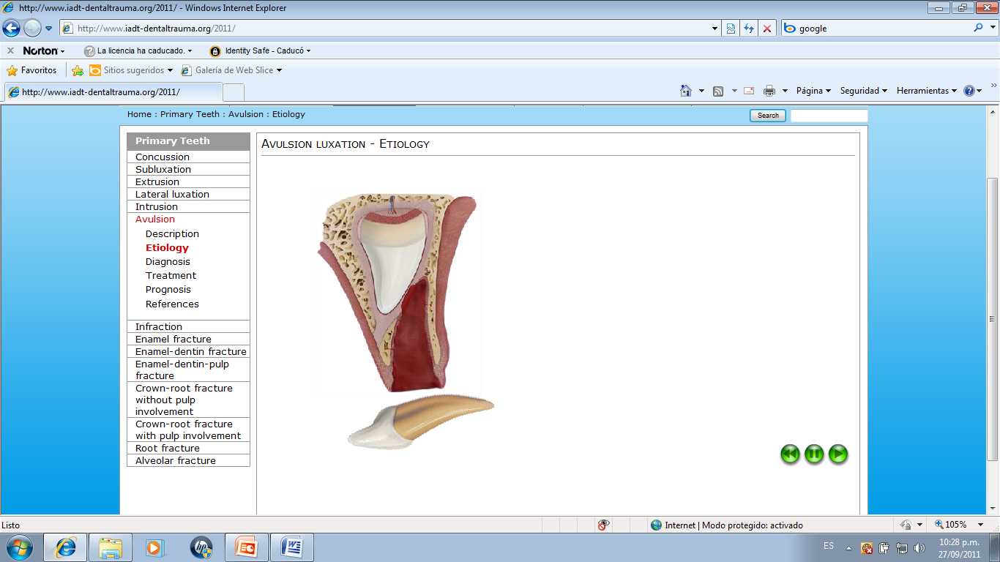 http://www.iadt-dentaltrauma.org/2011/ - Windows Internet Explorer
http://www.iadt-dentaltrauma.org/2011/
google
Norton
La licencia ha caducado.
Identity Safe - Caducó
Favoritos
Sitios sugeridos
Galería de Web Slice
http://www.iadt-dentaltrauma.org/2011/
Página
Seguridad
Herramientas
Home : Primary Teeth : Avulsion : Etiology
Search
Primary Teeth
Concussion
Subluxation
Extrusion
Lateral luxation
Intrusion
Avulsion
Description
Etiology
Diagnosis
Treatment
Prognosis
References
Infraction
Enamel fracture
Enamel-dentin fracture
Enamel-dentin-pulp
fracture
Crown-root fracture
without pulp
involvement
Crown-root fracture
with pulp involvement
Root fracture
Alveolar fracture
Avulsion luxation - Etiology
Listo
Internet | Modo protegido: activado
105%
ES
10:28 p.m.
27/09/2011